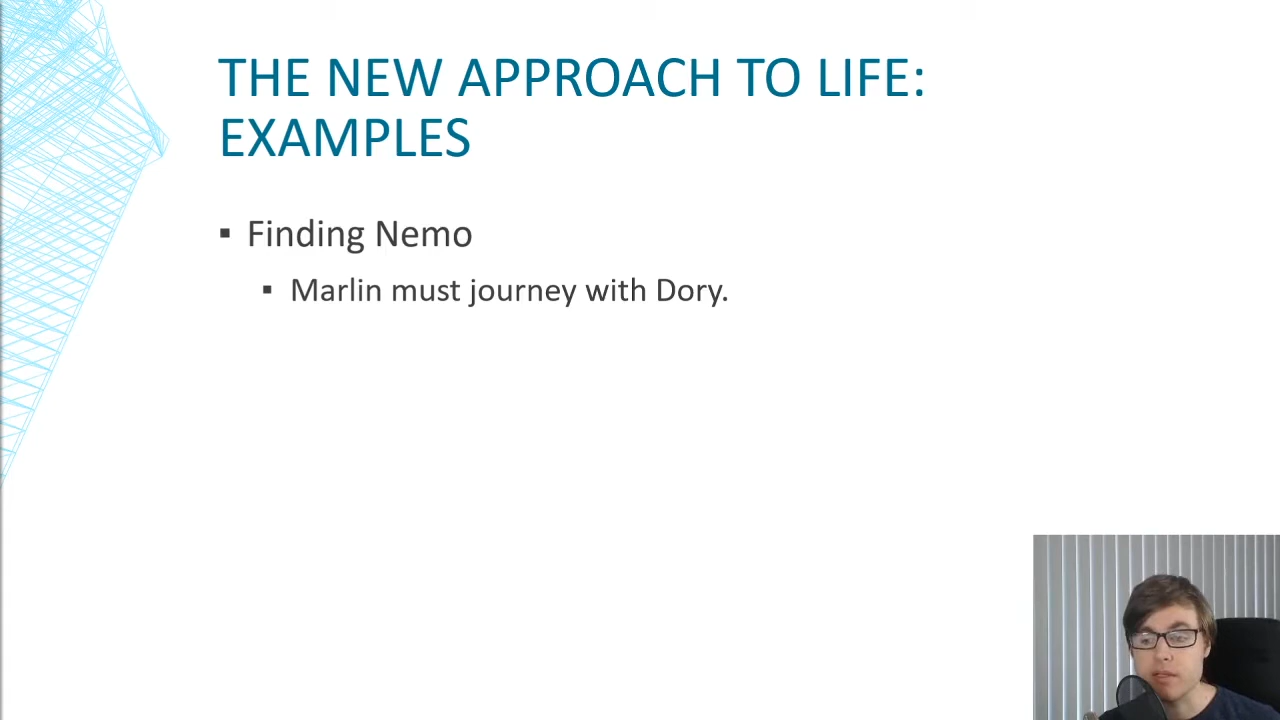 THE NEW APPROACH TO LIFE:
EXAMPLES
▪ Finding Nemo
▪ Marlin must journey with Dory.